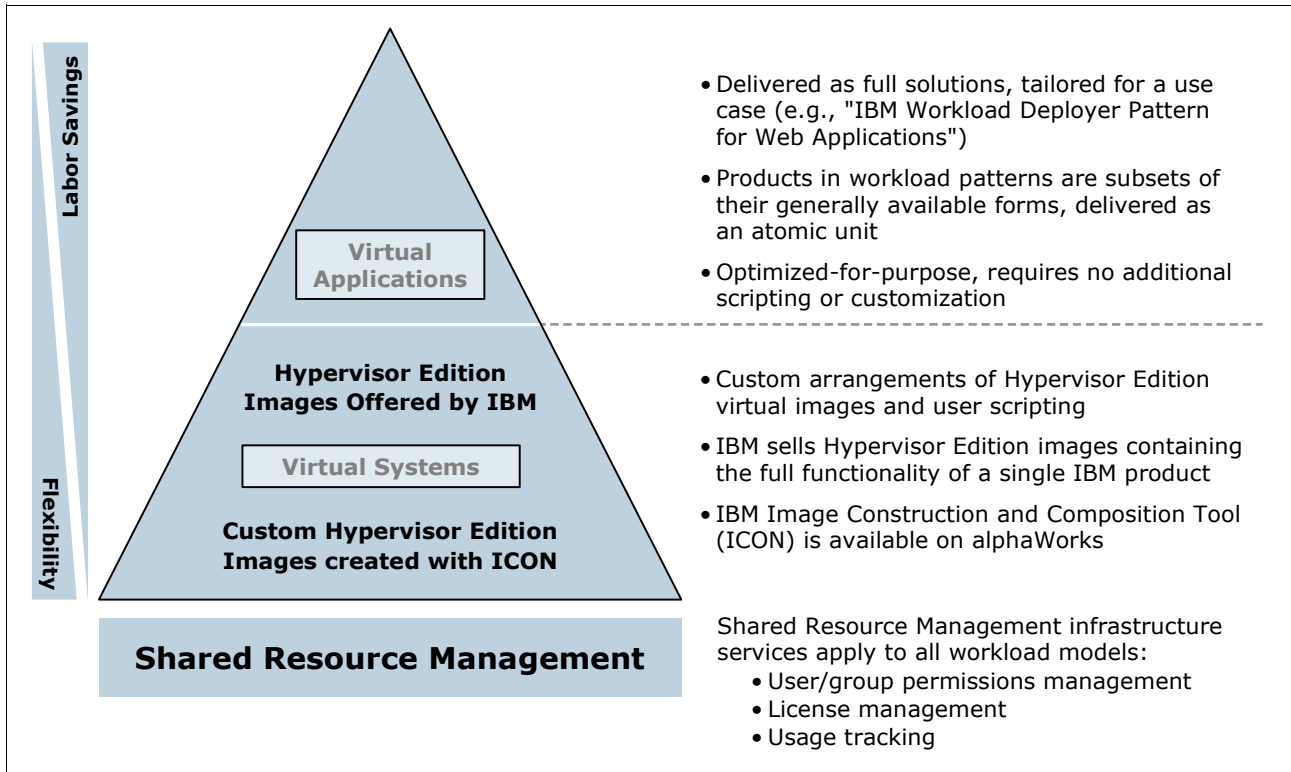 Labor Savings
Flexibility
Virtual
Applications
Hypervisor Edition
Images Offered by IBM
Virtual Systems
Custom Hypervisor Edition
Images created with ICON
Shared Resource Management
• Delivered as full solutions, tailored for a use
case (e.g., "IBM Workload Deployer Pattern
for Web Applications")
• Products in workload patterns are subsets of
their generally available forms, delivered as
an atomic unit
• Optimized-for-purpose, requires no additional
scripting or customization
• Custom arrangements of Hypervisor Edition
virtual images and user scripting
• IBM sells Hypervisor Edition images containing
the full functionality of a single IBM product
• IBM Image Construction and Composition Tool
(ICON) is available on alphaWorks
Shared Resource Management infrastructure
services apply to all workload models:
• User/group permissions management
• License management
• Usage tracking